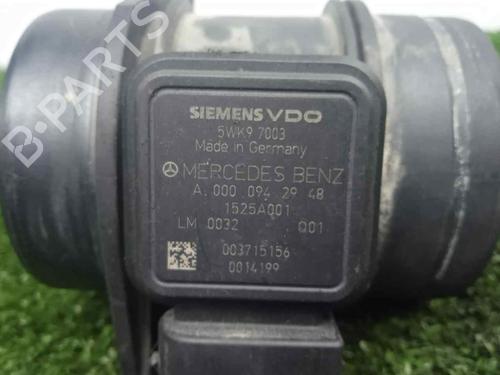 B-PARTS
SIEMENS VDO
5WK9 7003
Made in Germany
MERCEDES BENZ
A 000 094 29 48
1525A001
LM 0032 Q01
003715156
0014199